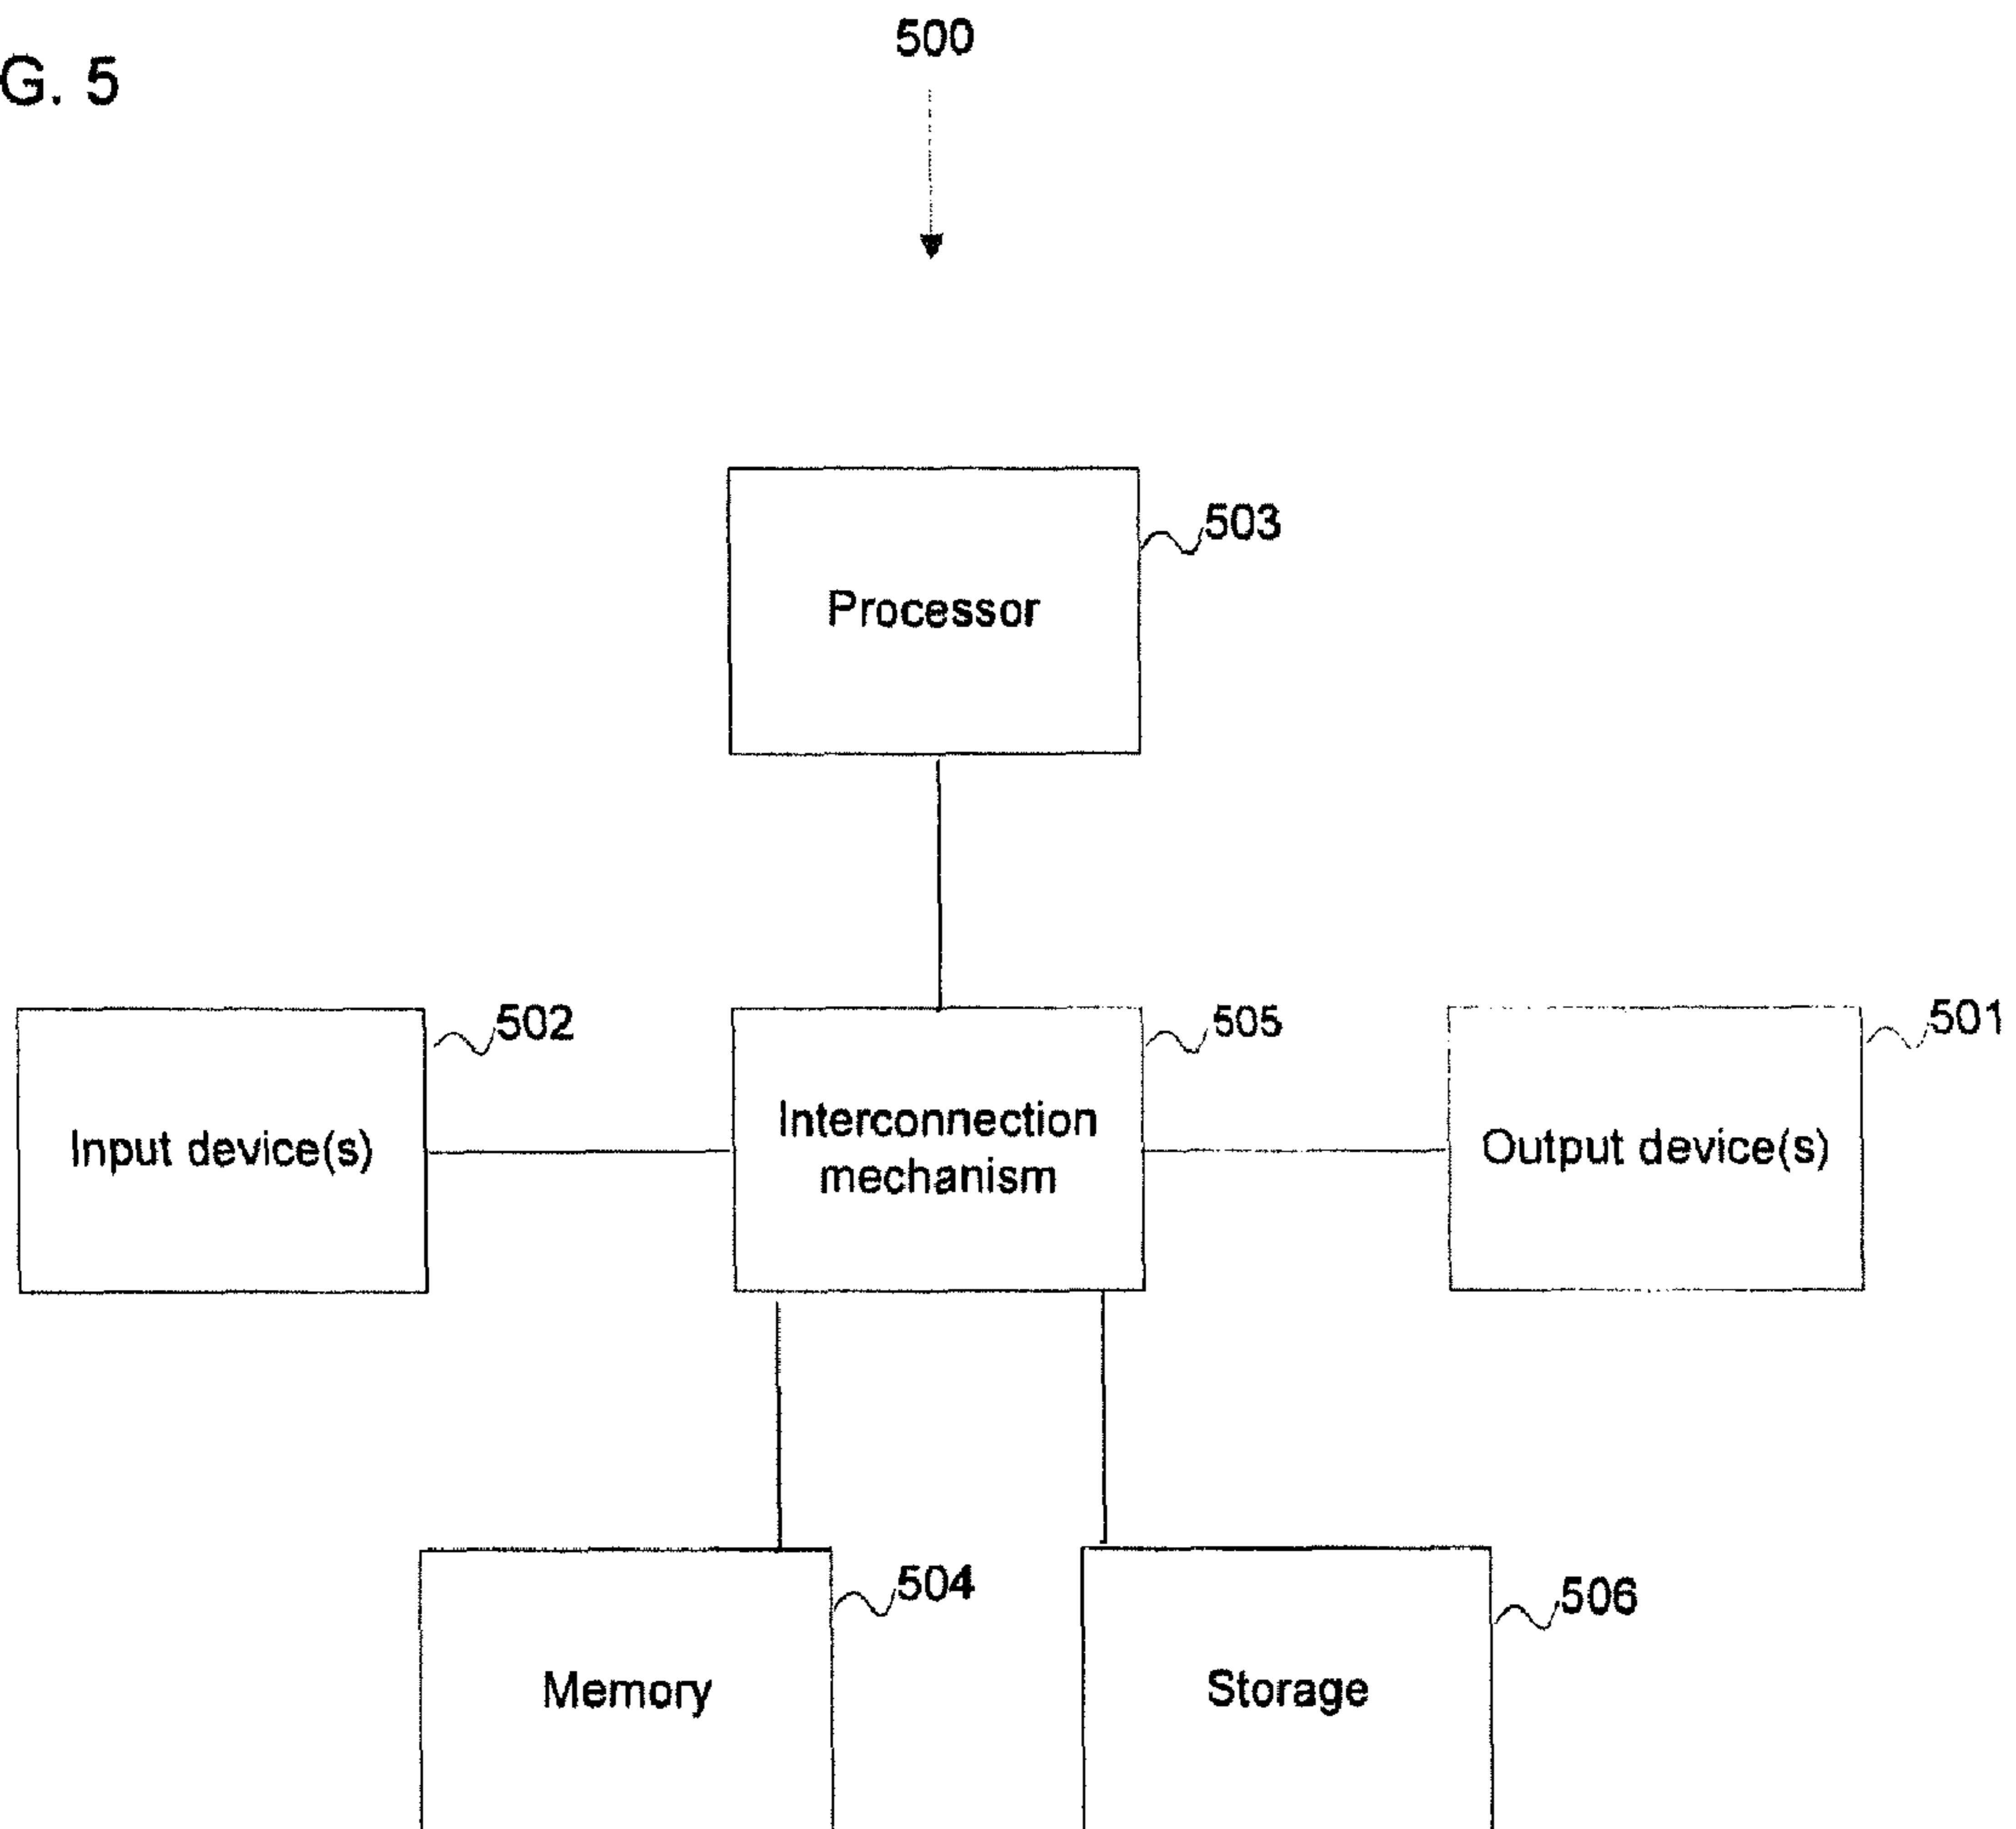 G. 5
500
503
Processor
502
505
501
Input device(s)
Interconnection
mechanism
Output device(s)
504
506
Memory
Storage